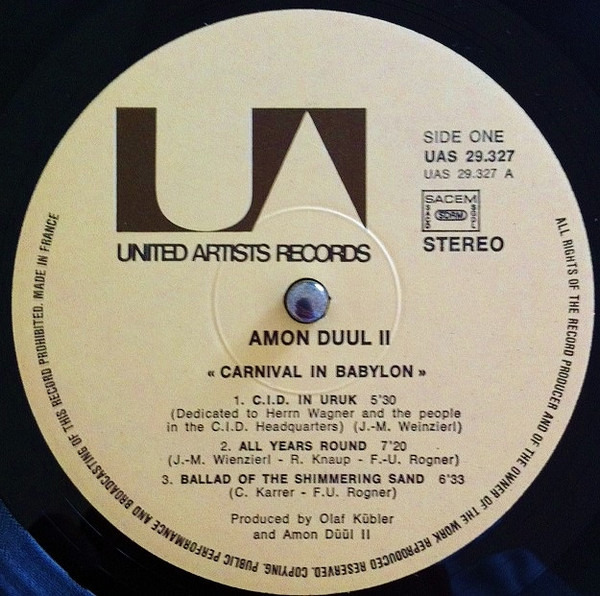 UA
UNITED ARTISTS RECORDS
SIDE ONE
UAS 29.327
UAS 29.327 A
SACEM
SACD
SDRM
SGDL
STEREO
AMON DUUL II
« CARNIVAL IN BABYLON »
1. C.I.D. IN URUK 5'30
(Dedicated to Herrn Wagner and the people
in the C.I.D. Headquarters) (J.-M. Weinzierl)
2. ALL YEARS ROUND 7'20
(J.-M. Wienzierl - R. Knaup - F.-U. Rogner)
3. BALLAD OF THE SHIMMERING SAND 6'33
(C. Karrer - F.U. Rogner)
Produced by Olaf Kübler
and Amon Düül II
ALL RIGHTS OF THE RECORD PRODUCER AND OF THE OWNER OF THE WORK REPRODUCED RESERVED. COPYING, PUBLIC PERFORMANCE AND BROADCASTING OF THIS RECORD PROHIBITED. MADE IN FRANCE